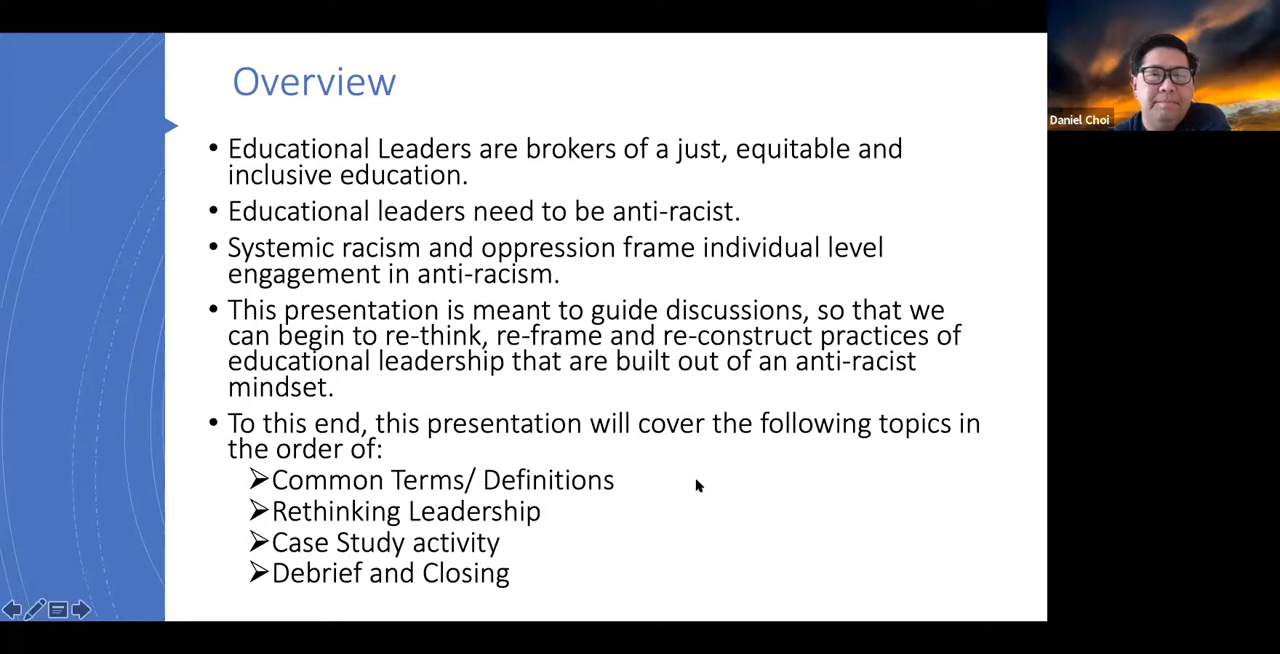 Overview
• Educational Leaders are brokers of a just, equitable and
inclusive education.
• Educational leaders need to be anti-racist.
• Systemic racism and oppression frame individual level
engagement in anti-racism.
• This presentation is meant to guide discussions, so that we
can begin to re-think, re-frame and re-construct practices of
educational leadership that are built out of an anti-racist
mindset.
• To this end, this presentation will cover the following topics in
the order of:
➢Common Terms/ Definitions
➢Rethinking Leadership
➢Case Study activity
➢Debrief and Closing
Daniel Choi